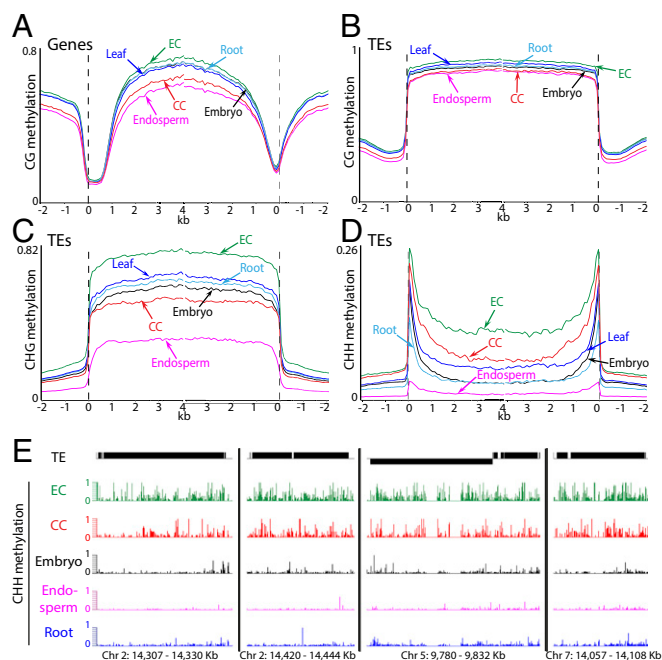 A
Genes
0.8
CG methylation
0
EC
Leaf
Root
CC
Endosperm
Embryo
-2 -1 0 1 2 3 4 3 2 1 0 -1 -2
kb
B
TEs
1
CG methylation
0
Leaf
Root
EC
Endosperm
CC
Embryo
-2 -1 0 1 2 3 4 3 2 1 0 -1 -2
kb
C
TEs
0.82
CHG methylation
0
EC
Leaf
Root
Embryo
CC
Endosperm
-2 -1 0 1 2 3 4 3 2 1 0 -1 -2
kb
D
TEs
0.26
CHH methylation
0
EC
Root
CC
Leaf
Endosperm
Embryo
-2 -1 0 1 2 3 4 3 2 1 0 -1 -2
kb
E
TE
CHH methylation
EC
1
0
CC
1
0
Embryo
1
0
Endo-
sperm
1
0
Root
1
0
Chr 2: 14,307 - 14,330 Kb
Chr 2: 14,420 - 14,444 Kb
Chr 5: 9,780 - 9,832 Kb
Chr 7: 14,057 - 14,108 Kb